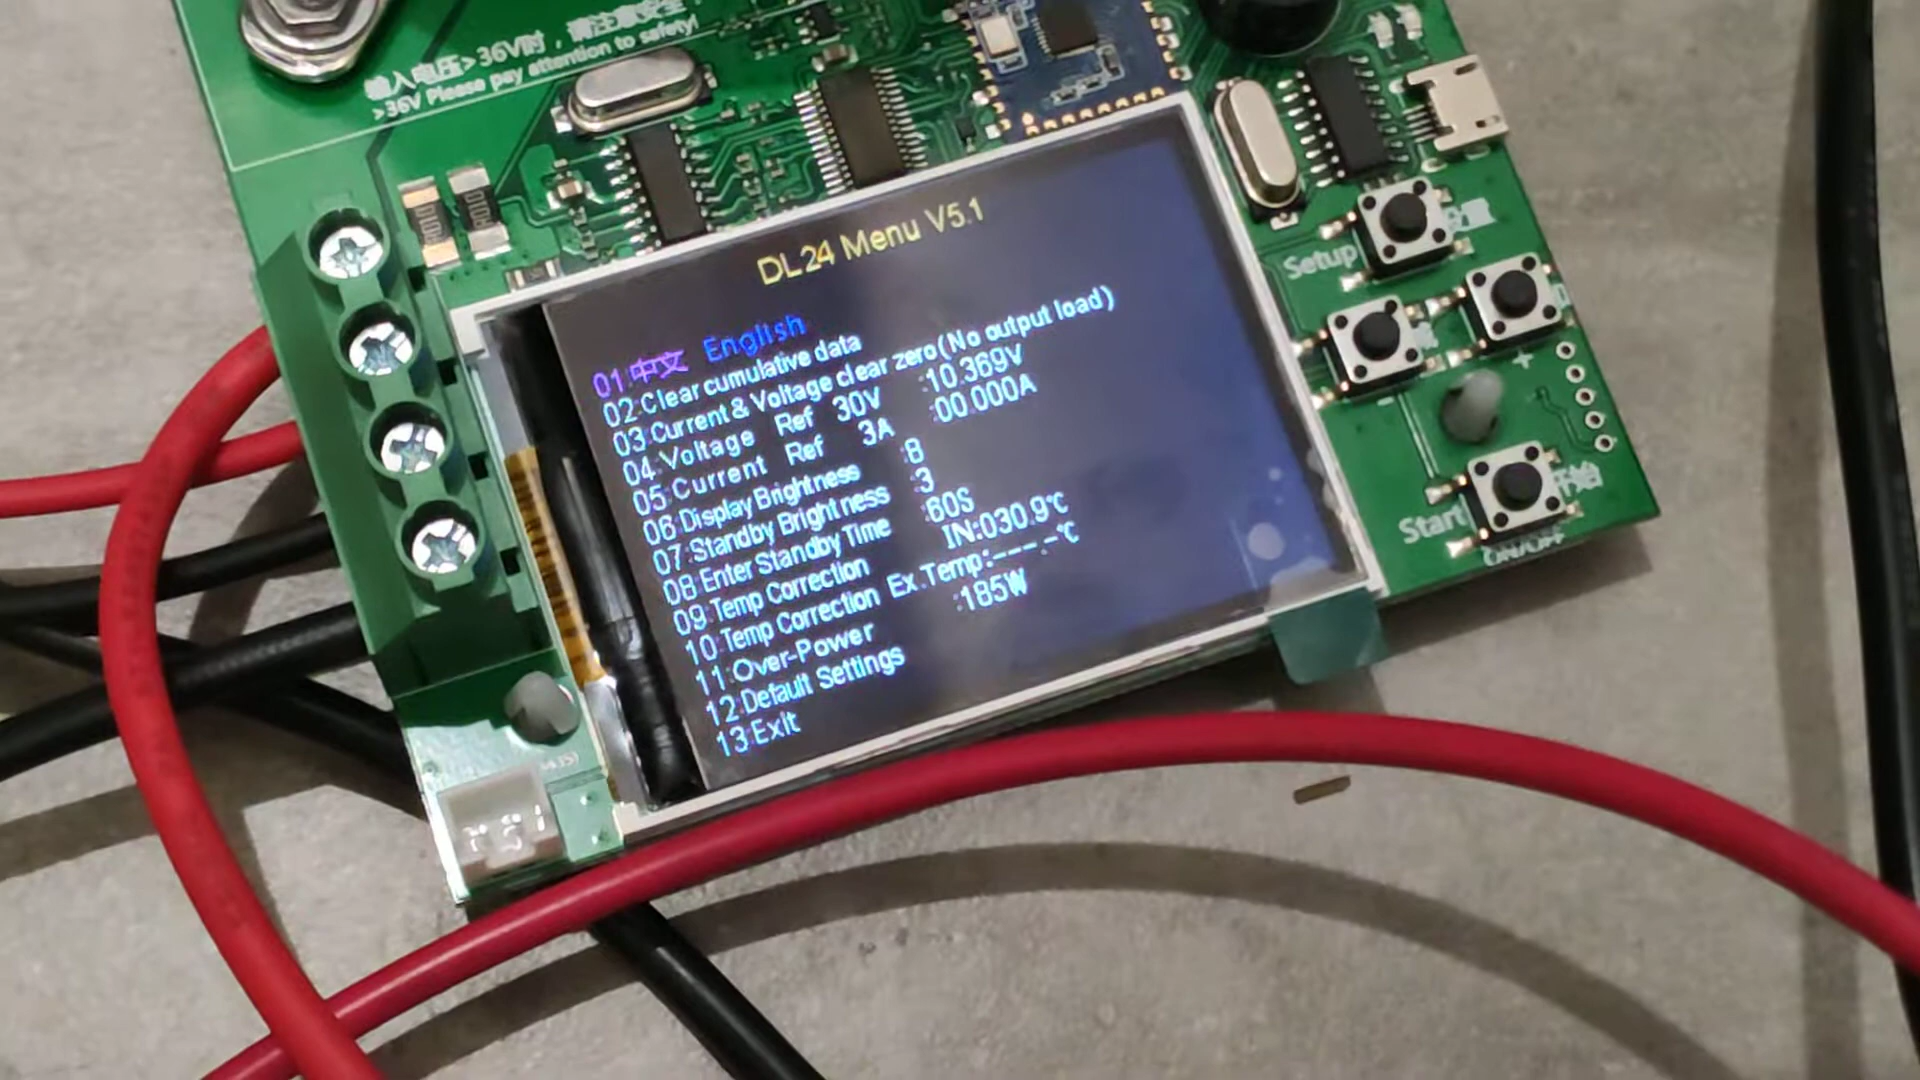 输入电压>36V时，请注意安全！
>36V Please pay attention to safety!
R010
R010
DL24 Menu V5.1
01:中文 English
02:Clear cumulative data
03:Current&Voltage clear zero(No output load)
04:Voltage Ref 30V :10.369V
05:Current Ref 3A :00.000A
06:Display Brightness :8
07:Standby Brightness :3
08:Enter Standby Time :60S
09:Temp Correction IN:030.9℃
10:Temp Correction Ex Temp:---.-℃
11:Over-Power :185W
12:Default Settings
13:Exit
Setup
-
+
Start
ON/OFF